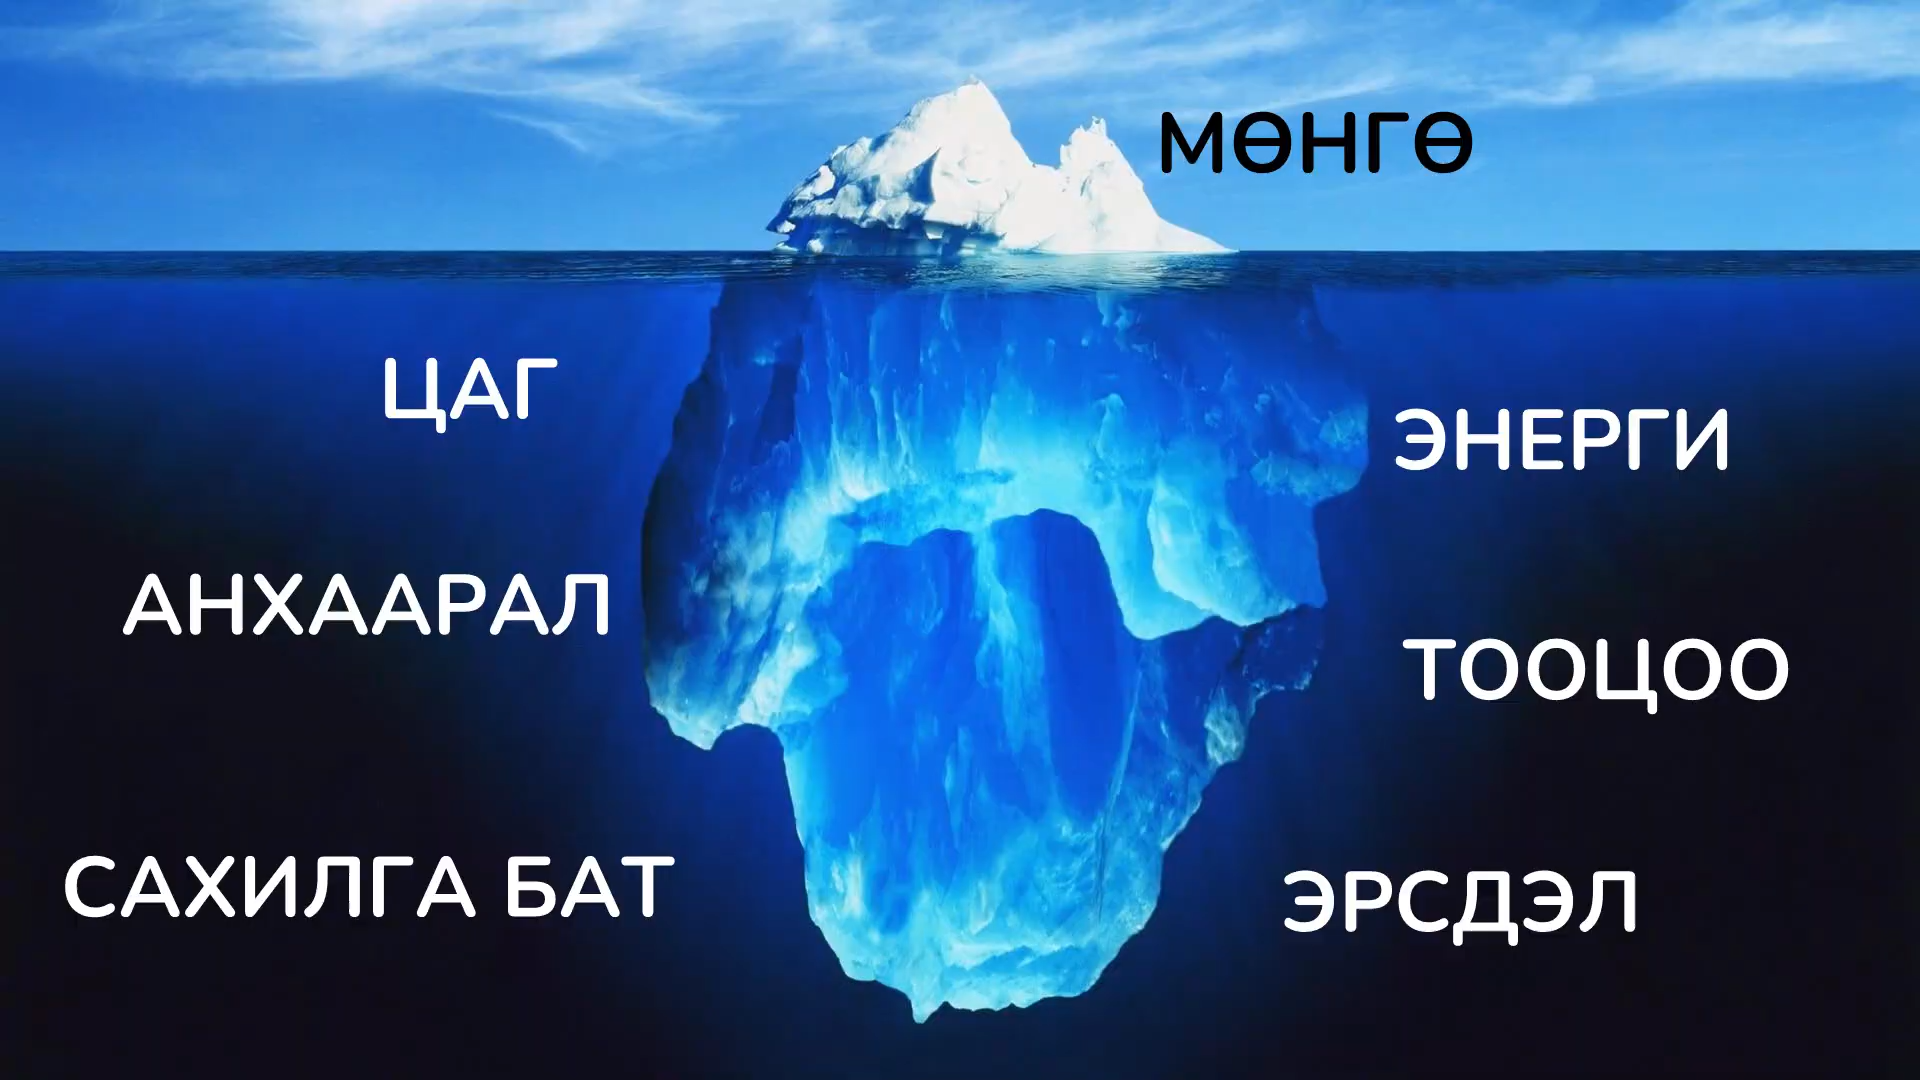 МӨНГӨ
ЦАГ
ЭНЕРГИ
АНХААРАЛ
ТООЦОО
САХИЛГА БАТ
ЭРСДЭЛ